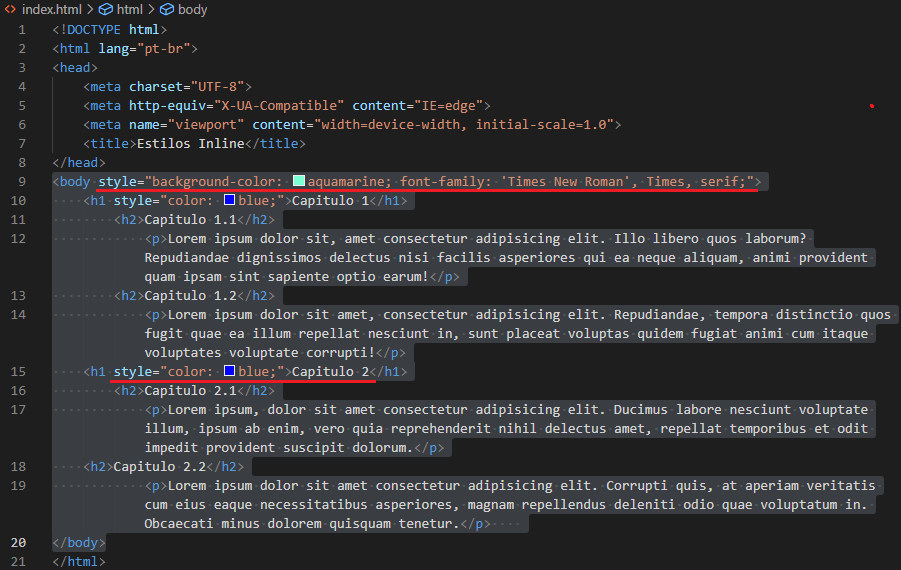 index.html > html > body
1 <!DOCTYPE html>
2 <html lang="pt-br">
3 <head>
4 <meta charset="UTF-8">
5 <meta http-equiv="X-UA-Compatible" content="IE=edge">
6 <meta name="viewport" content="width=device-width, initial-scale=1.0">
7 <title>Estilos Inline</title>
8 </head>
9 <body style="background-color: aquamarine; font-family: 'Times New Roman', Times, serif;">
10 <h1 style="color: blue;">Capitulo 1</h1>
11 <h2>Capitulo 1.1</h2>
12 <p>Lorem ipsum dolor sit, amet consectetur adipisicing elit. Illo libero quos laborum?
Repudiandae dignissimos delectus nisi facilis asperiores qui ea neque aliquam, animi provident
quam ipsam sint sapiente optio earum!</p>
13 <h2>Capitulo 1.2</h2>
14 <p>Lorem ipsum dolor sit amet, consectetur adipisicing elit. Repudiandae, tempora distinctio quos
fugit quae ea illum repellat nesciunt in, sunt placeat voluptas quidem fugiat animi cum itaque
voluptates voluptate corrupti!</p>
15 <h1 style="color: blue;">Capitulo 2</h1>
16 <h2>Capitulo 2.1</h2>
17 <p>Lorem ipsum, dolor sit amet consectetur adipisicing elit. Ducimus labore nesciunt voluptate
illum, ipsum ab enim, vero quia reprehenderit nihil delectus amet, repellat temporibus et odit
impedit provident suscipit dolorum.</p>
18 <h2>Capitulo 2.2</h2>
19 <p>Lorem ipsum dolor sit amet consectetur adipisicing elit. Corrupti quis, at aperiam veritatis
cum eius eaque necessitatibus asperiores, magnam repellendus deleniti odio quae voluptatum in.
Obcaecati minus dolorem quisquam tenetur.</p>
20 </body>
21 </html>